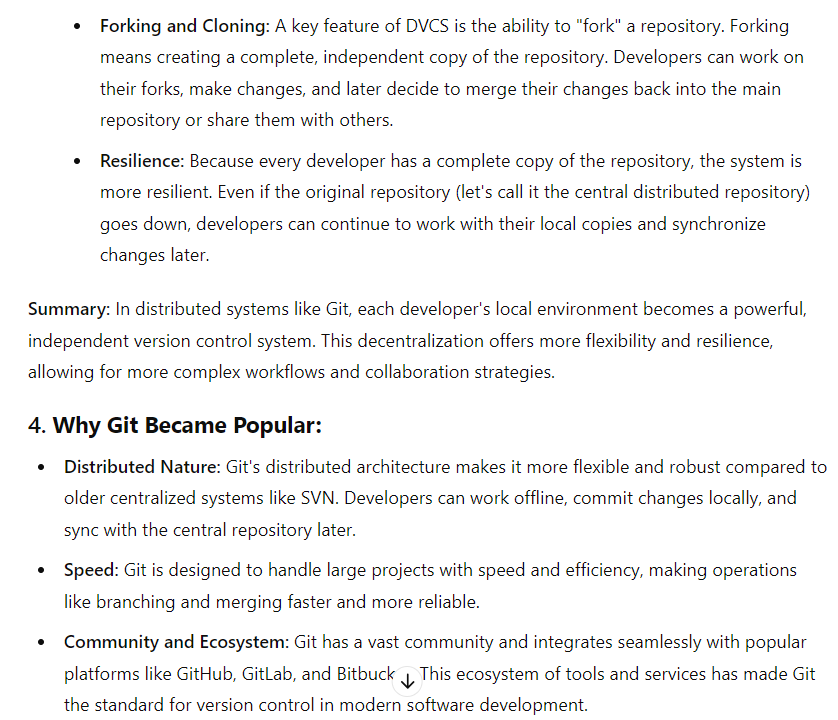 • Forking and Cloning: A key feature of DVCS is the ability to "fork" a repository. Forking
means creating a complete, independent copy of the repository. Developers can work on
their forks, make changes, and later decide to merge their changes back into the main
repository or share them with others.
• Resilience: Because every developer has a complete copy of the repository, the system is
more resilient. Even if the original repository (let's call it the central distributed repository)
goes down, developers can continue to work with their local copies and synchronize
changes later.
Summary: In distributed systems like Git, each developer's local environment becomes a powerful,
independent version control system. This decentralization offers more flexibility and resilience,
allowing for more complex workflows and collaboration strategies.
4. Why Git Became Popular:
• Distributed Nature: Git's distributed architecture makes it more flexible and robust compared to
older centralized systems like SVN. Developers can work offline, commit changes locally, and
sync with the central repository later.
• Speed: Git is designed to handle large projects with speed and efficiency, making operations
like branching and merging faster and more reliable.
• Community and Ecosystem: Git has a vast community and integrates seamlessly with popular
platforms like GitHub, GitLab, and Bitbuck This ecosystem of tools and services has made Git
the standard for version control in modern software development.